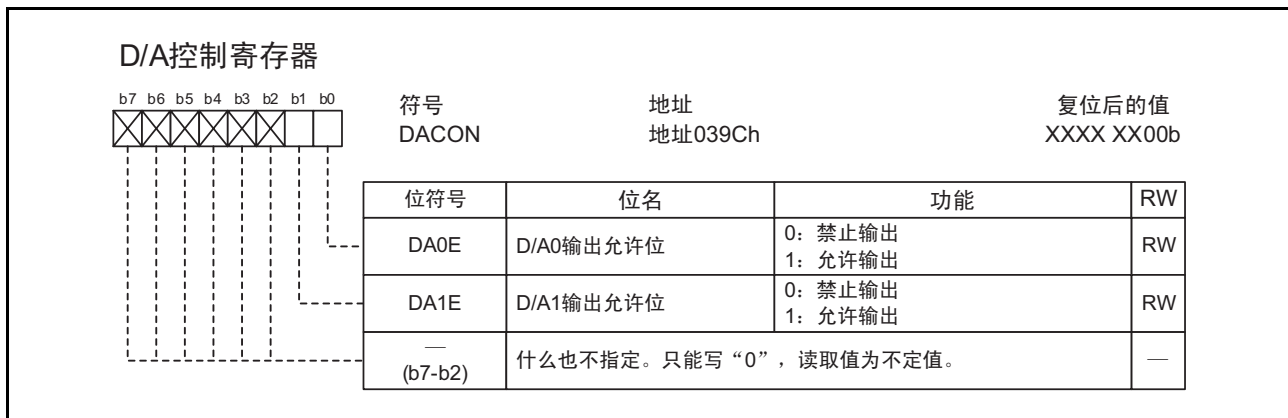 D/A控制寄存器
b7 b6 b5 b4 b3 b2 b1 b0
符号 地址 复位后的值
DACON 地址039Ch XXXX XX00b
位符号 位名 功能 RW
DA0E D/A0输出允许位 0：禁止输出 RW
1：允许输出
DA1E D/A1输出允许位 0：禁止输出 RW
1：允许输出
— 什么也不指定。只能写“0”，读取值为不定值。 —
(b7-b2)